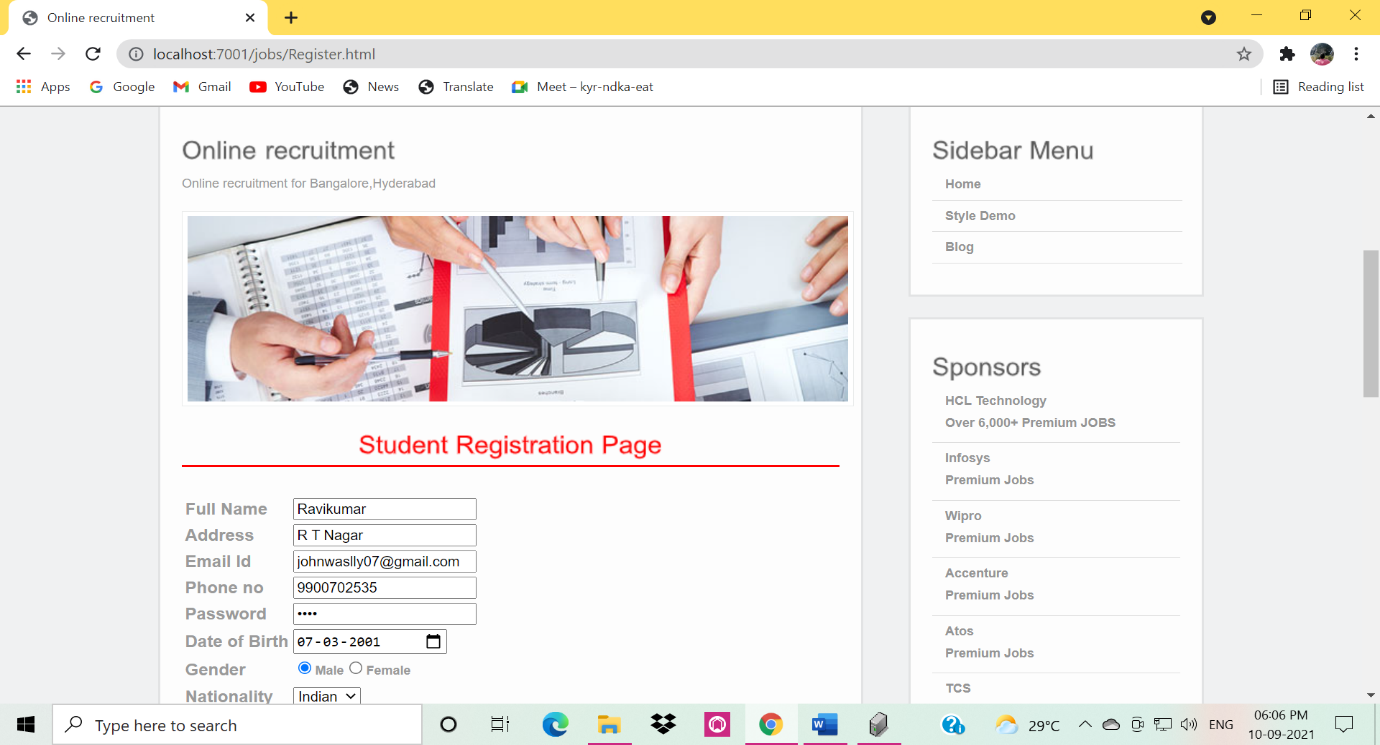 Online recruitment
localhost:7001/jobs/Register.html
Apps Google Gmail YouTube News Translate Meet – kyr-ndka-eat Reading list
Online recruitment
Online recruitment for Bangalore,Hyderabad
Student Registration Page
Full Name Ravikumar
Address R T Nagar
Email Id johnwaslly07@gmail.com
Phone no 9900702535
Password ••••
Date of Birth 07-03-2001
Gender Male Female
Nationality Indian
Sidebar Menu
Home
Style Demo
Blog
Sponsors
HCL Technology
Over 6,000+ Premium JOBS
Infosys
Premium Jobs
Wipro
Premium Jobs
Accenture
Premium Jobs
Atos
Premium Jobs
TCS
Type here to search
29°C
ENG
06:06 PM
10-09-2021